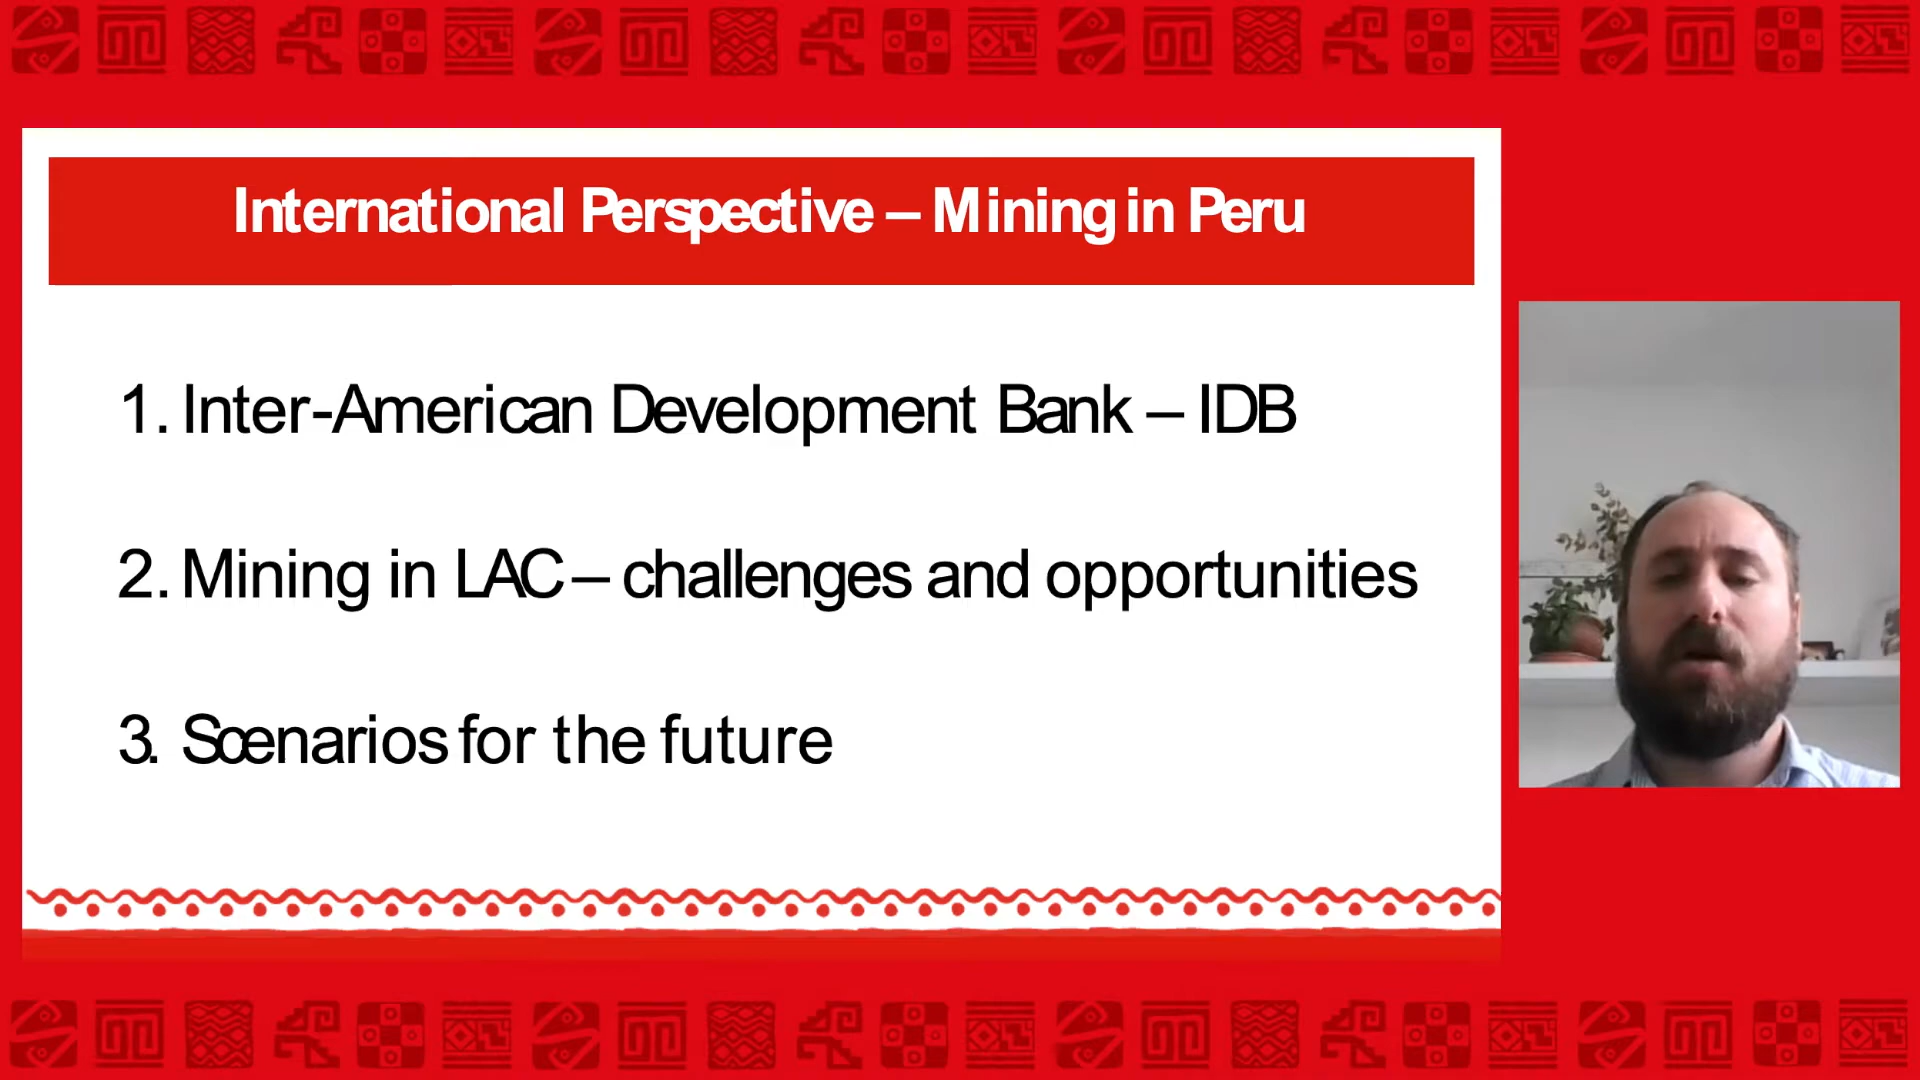 International Perspective – Mining in Peru
1. Inter-American Development Bank – IDB
2. Mining in LAC – challenges and opportunities
3. Scenarios for the future